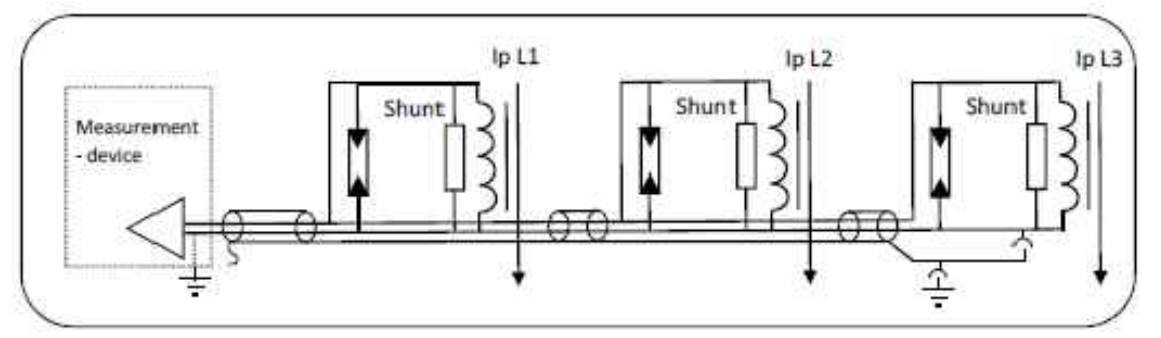 Ip L1
Ip L2
Ip L3
Shunt
Shunt
Shunt
Measurement
- device